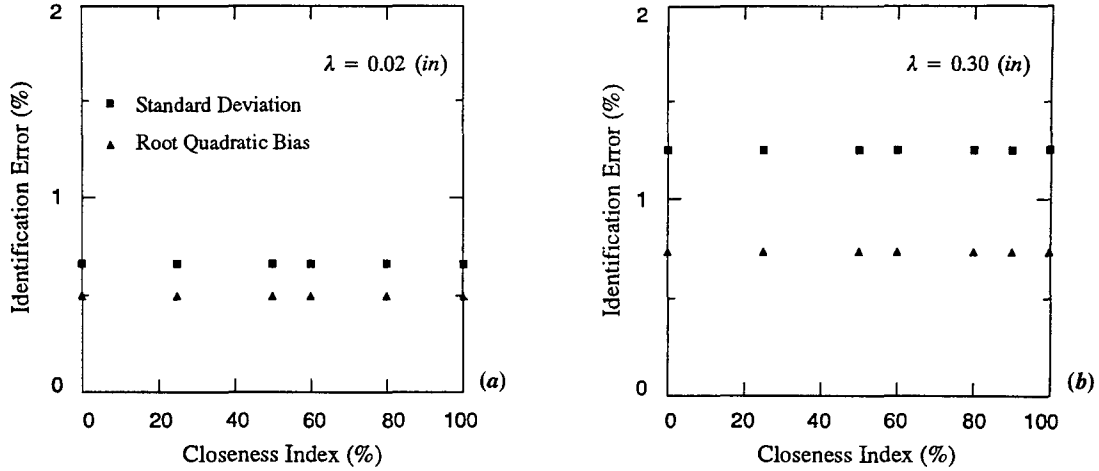 2
λ = 0.02 (in)
Standard Deviation
Root Quadratic Bias
1
0
Identification Error (%)
0 20 40 60 80 100
Closeness Index (%)
(a)
2
λ = 0.30 (in)
1
0
Identification Error (%)
0 20 40 60 80 100
Closeness Index (%)
(b)